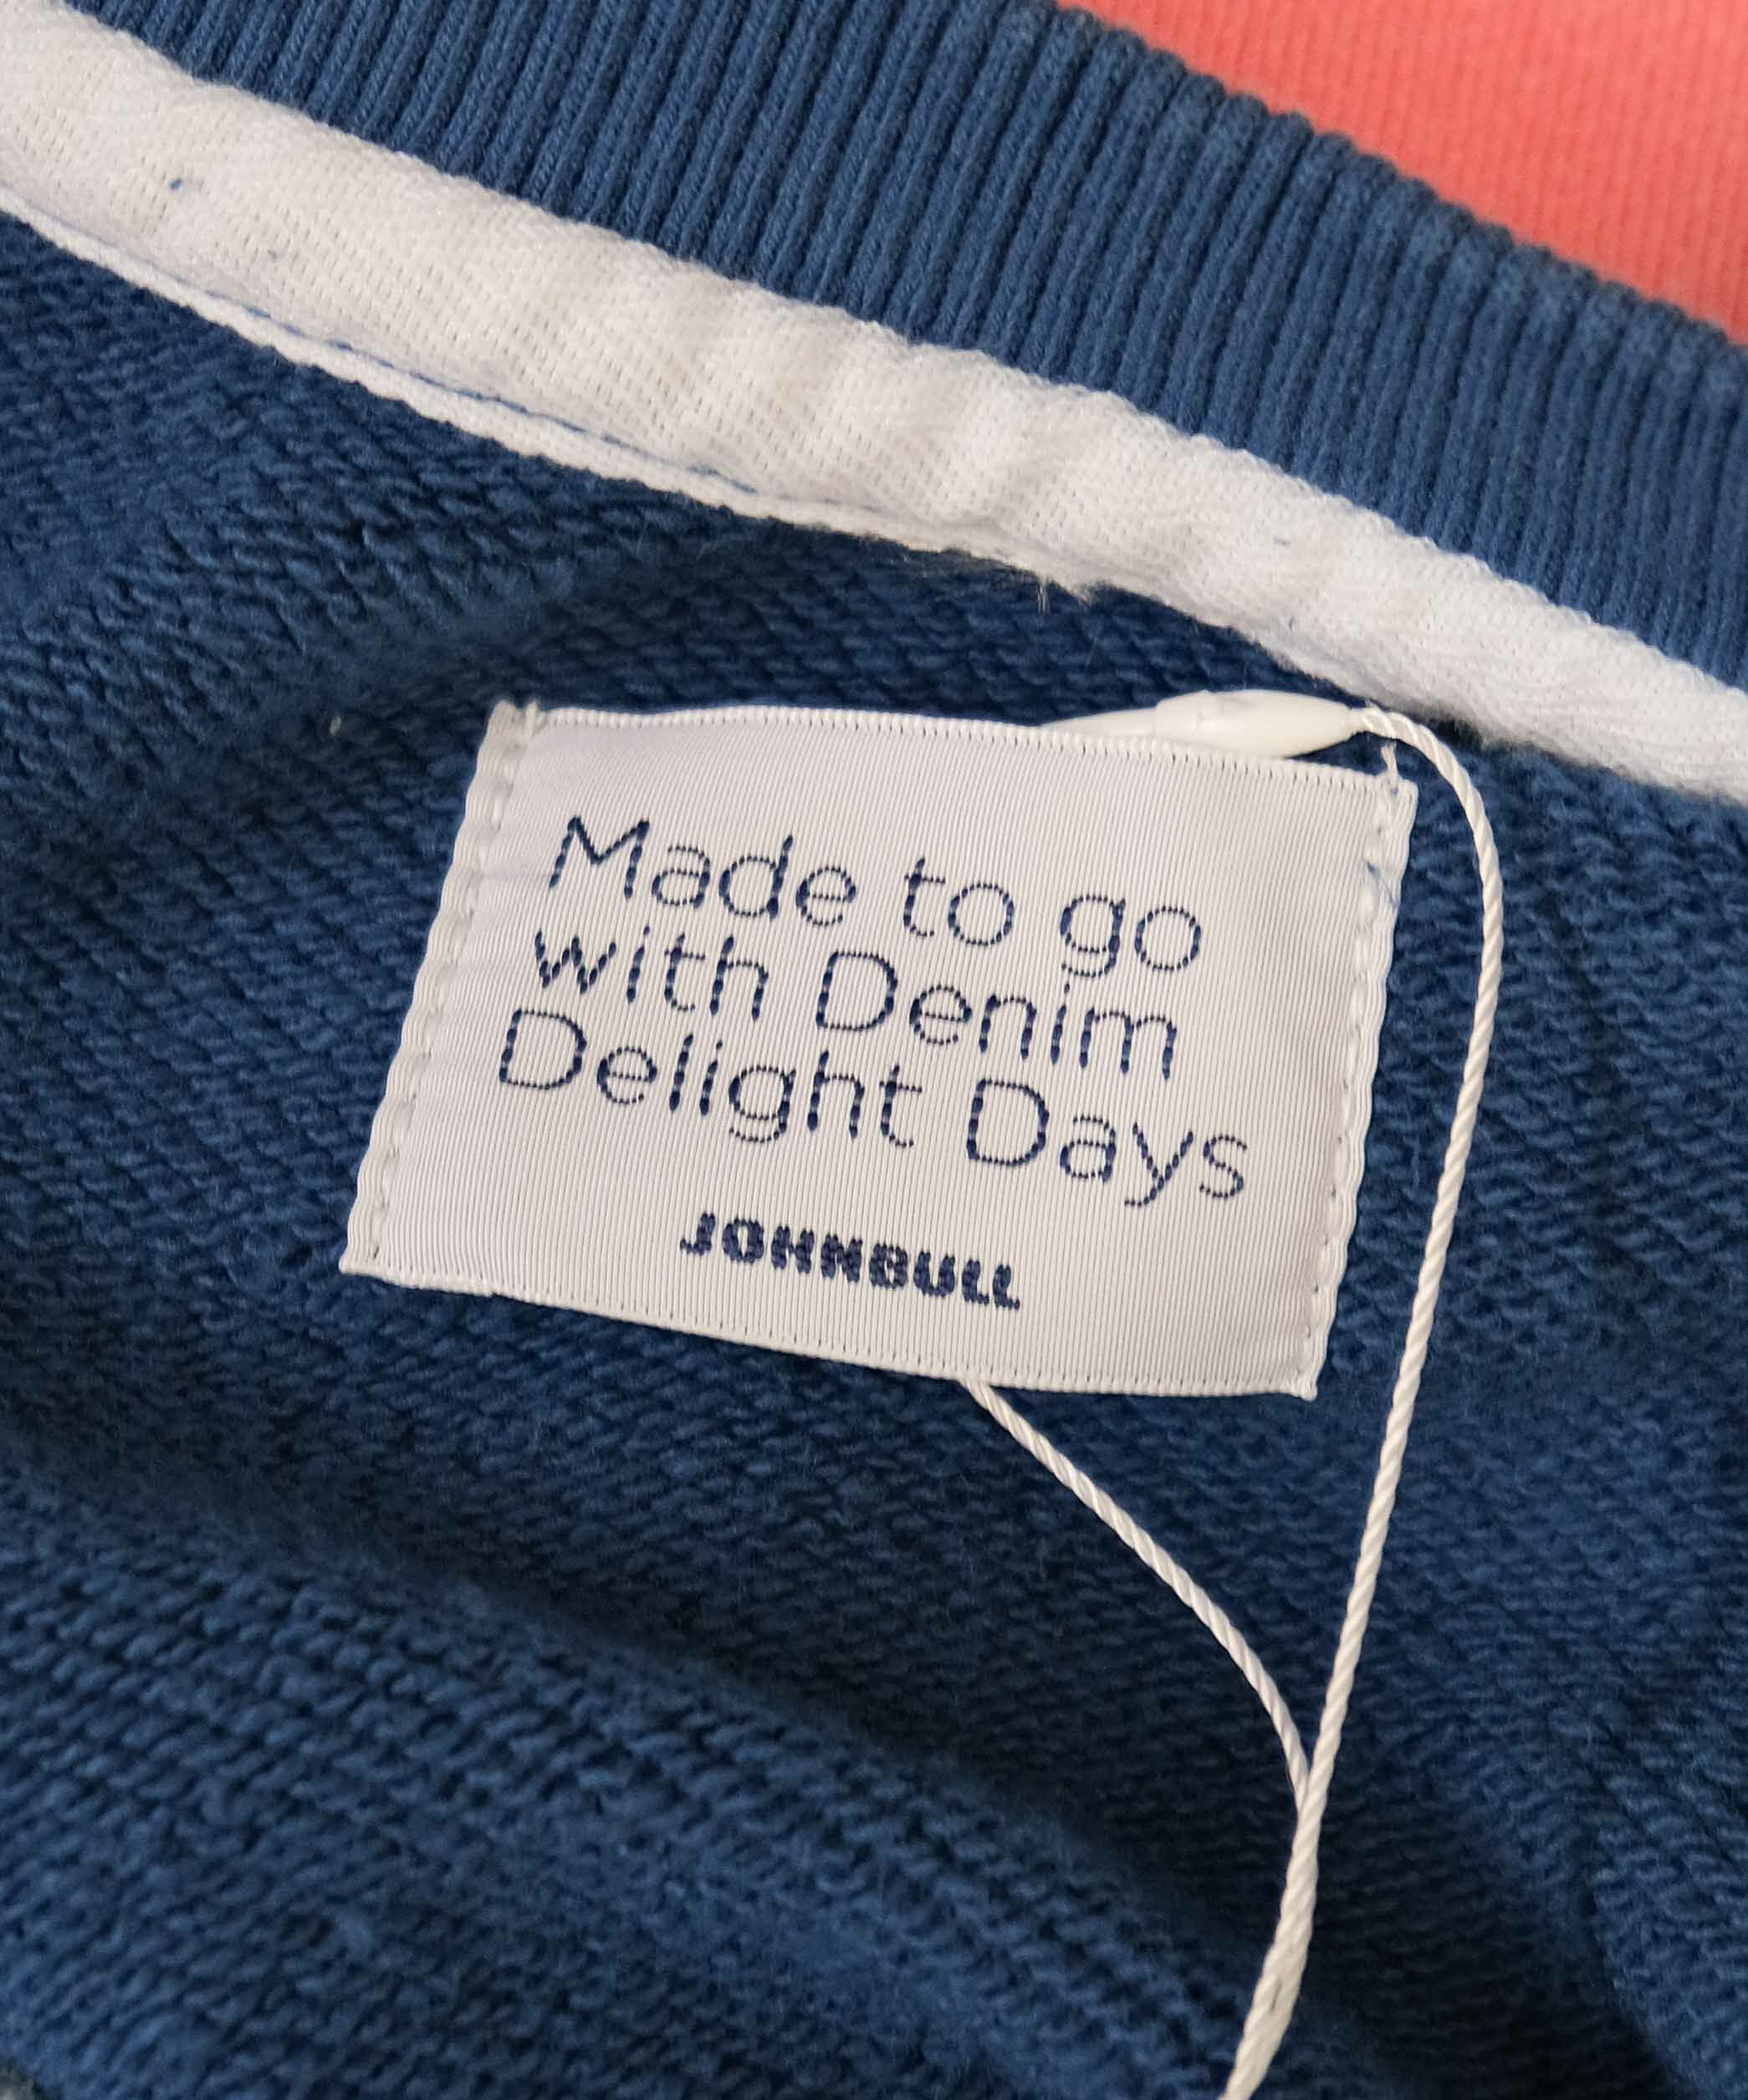 Made to go
with Denim
Delight Days
JOHNBULL